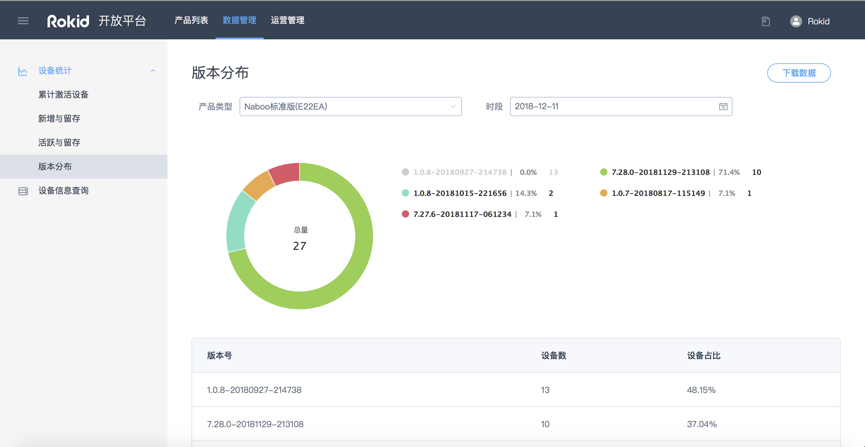 Rokid 开放平台 产品列表 数据管理 运营管理 Rokid
设备统计
累计激活设备
新增与留存
活跃与留存
版本分布
设备信息查询
版本分布 下载数据
产品类型 Naboo标准版(E22EA) 时段 2018-12-11
总量
27
1.0.8-20180927-214738 | 0.0% 13
7.28.0-20181129-213108 | 71.4% 10
1.0.8-20181015-221656 | 14.3% 2
1.0.7-20180817-115149 | 7.1% 1
7.27.6-20181117-061234 | 7.1% 1
版本号 设备数 设备占比
1.0.8-20180927-214738 13 48.15%
7.28.0-20181129-213108 10 37.04%